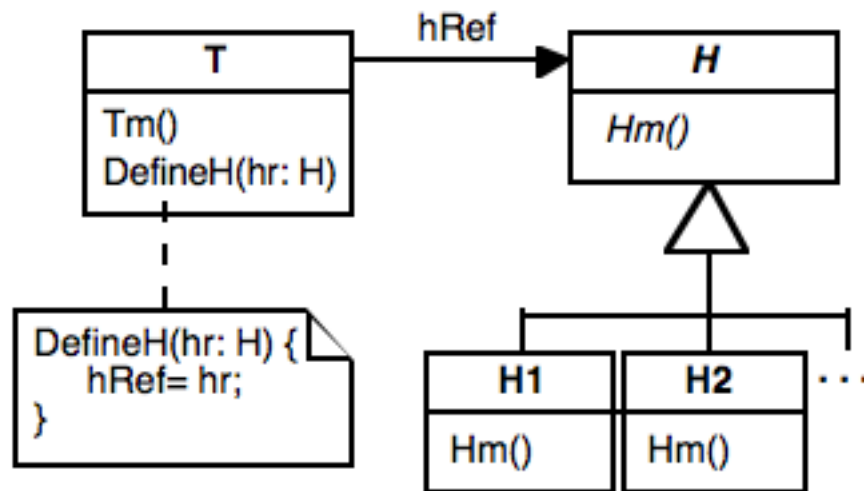 hRef
T
Tm()
DefineH(hr: H)
H
Hm()
DefineH(hr: H) {
hRef= hr;
}
H1
Hm()
H2
Hm()
...